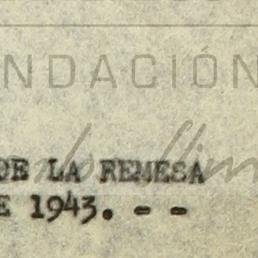 NDACIÓN
DE LA REMESA
E 1943. - -